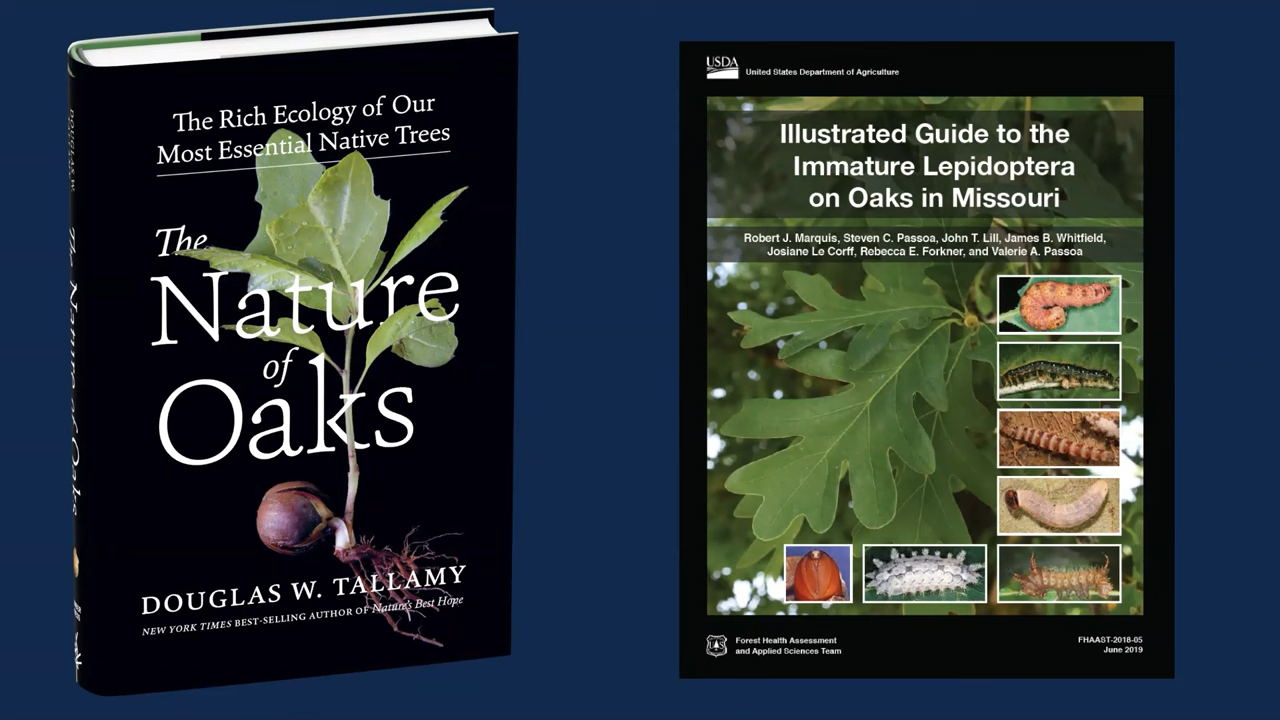 The Rich Ecology of Our
Most Essential Native Trees
The
Nature
of
Oaks
DOUGLAS W. TALLAMY
NEW YORK TIMES BEST-SELLING AUTHOR OF Nature's Best Hope
The Nature of Oaks
USDA
United States Department of Agriculture
Illustrated Guide to the
Immature Lepidoptera
on Oaks in Missouri
Robert J. Marquis, Steven C. Passoa, John T. Lill, James B. Whitfield,
Josiane Le Corff, Rebecca E. Forkner, and Valerie A. Passoa
Forest Health Assessment
and Applied Sciences Team
FHAAST-2018-05
June 2019